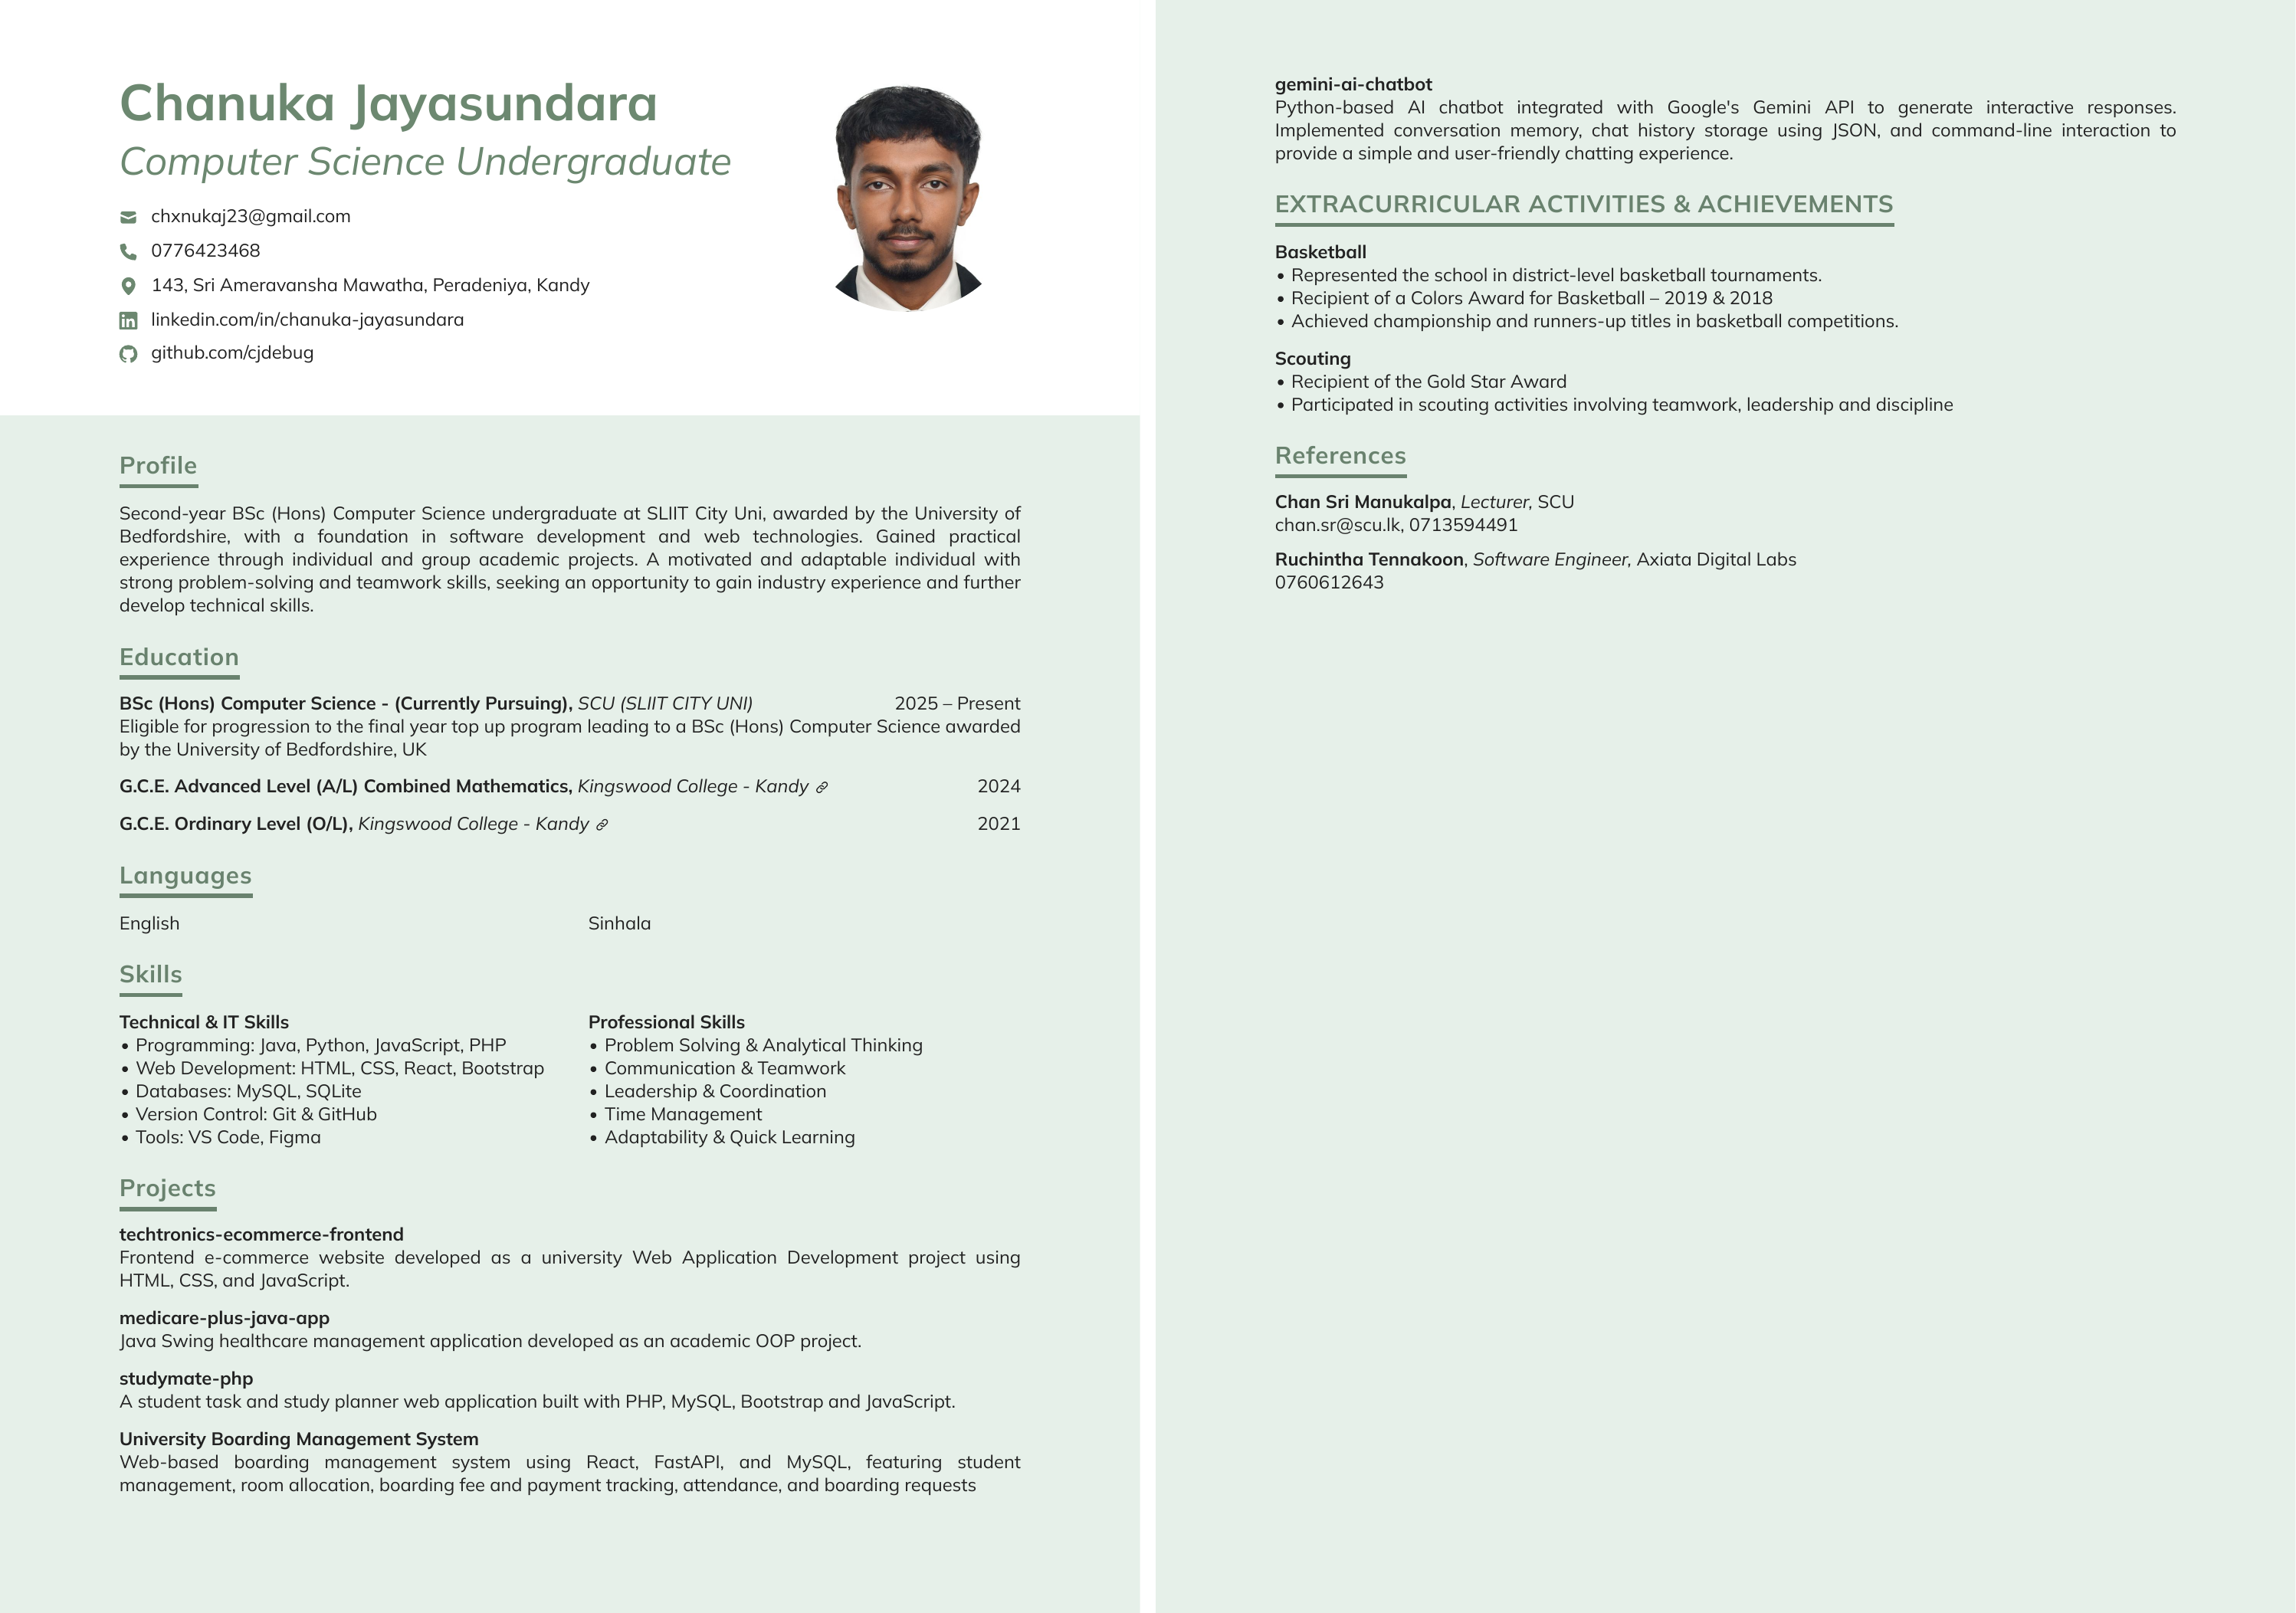 Chanuka Jayasundara
Computer Science Undergraduate
chxnukaj23@gmail.com
0776423468
143, Sri Ameravansha Mawatha, Peradeniya, Kandy
linkedin.com/in/chanuka-jayasundara
github.com/cjdebug
Profile
Second-year BSc (Hons) Computer Science undergraduate at SLIIT City Uni, awarded by the University of
Bedfordshire, with a foundation in software development and web technologies. Gained practical
experience through individual and group academic projects. A motivated and adaptable individual with
strong problem-solving and teamwork skills, seeking an opportunity to gain industry experience and further
develop technical skills.
Education
BSc (Hons) Computer Science - (Currently Pursuing), SCU (SLIIT CITY UNI) 2025 – Present
Eligible for progression to the final year top up program leading to a BSc (Hons) Computer Science awarded
by the University of Bedfordshire, UK
G.C.E. Advanced Level (A/L) Combined Mathematics, Kingswood College - Kandy 2024
G.C.E. Ordinary Level (O/L), Kingswood College - Kandy 2021
Languages
English
Sinhala
Skills
Technical & IT Skills
• Programming: Java, Python, JavaScript, PHP
• Web Development: HTML, CSS, React, Bootstrap
• Databases: MySQL, SQLite
• Version Control: Git & GitHub
• Tools: VS Code, Figma
Professional Skills
• Problem Solving & Analytical Thinking
• Communication & Teamwork
• Leadership & Coordination
• Time Management
• Adaptability & Quick Learning
Projects
techtronics-ecommerce-frontend
Frontend e-commerce website developed as a university Web Application Development project using
HTML, CSS, and JavaScript.
medicare-plus-java-app
Java Swing healthcare management application developed as an academic OOP project.
studymate-php
A student task and study planner web application built with PHP, MySQL, Bootstrap and JavaScript.
University Boarding Management System
Web-based boarding management system using React, FastAPI, and MySQL, featuring student
management, room allocation, boarding fee and payment tracking, attendance, and boarding requests
gemini-ai-chatbot
Python-based AI chatbot integrated with Google's Gemini API to generate interactive responses.
Implemented conversation memory, chat history storage using JSON, and command-line interaction to
provide a simple and user-friendly chatting experience.
EXTRACURRICULAR ACTIVITIES & ACHIEVEMENTS
Basketball
• Represented the school in district-level basketball tournaments.
• Recipient of a Colors Award for Basketball – 2019 & 2018
• Achieved championship and runners-up titles in basketball competitions.
Scouting
• Recipient of the Gold Star Award
• Participated in scouting activities involving teamwork, leadership and discipline
References
Chan Sri Manukalpa, Lecturer, SCU
chan.sr@scu.lk, 0713594491
Ruchintha Tennakoon, Software Engineer, Axiata Digital Labs
0760612643